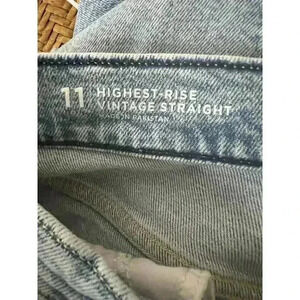 11 HIGHEST-RISE
VINTAGE STRAIGHT
MADE IN PAKISTAN